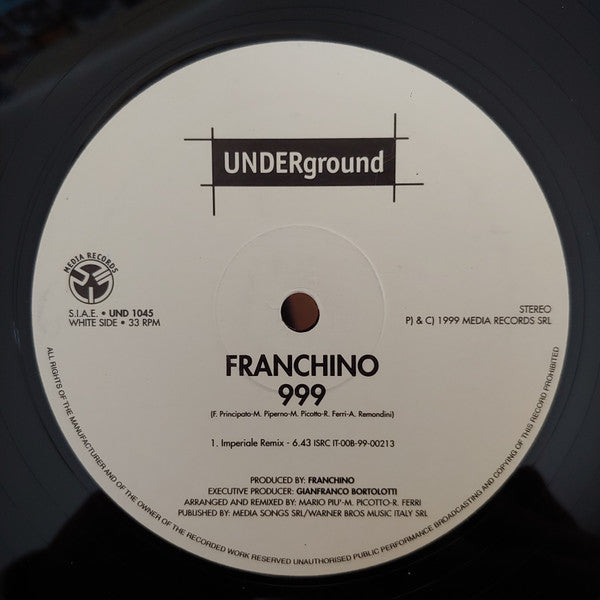 UNDERground
MEDIA RECORDS
S.I.A.E. • UND 1045
WHITE SIDE • 33 RPM
STEREO
P) & C) 1999 MEDIA RECORDS SRL
FRANCHINO
999
(F. Principato-M. Piperno-M. Picotto-R. Ferri-A. Remondini)
1. Imperiale Remix - 6.43 ISRC IT-00B-99-00213
PRODUCED BY: FRANCHINO
EXECUTIVE PRODUCER: GIANFRANCO BORTOLOTTI
ARRANGED AND REMIXED BY: MARIO PIU'-M. PICOTTO-R. FERRI
PUBLISHED BY: MEDIA SONGS SRL/WARNER BROS MUSIC ITALY SRL
ALL RIGHTS OF THE MANUFACTURER AND OF THE OWNER OF THE RECORDED WORK RESERVED UNAUTHORISED PUBLIC PERFORMANCE BROADCASTING AND COPYING OF THIS RECORD PROHIBITED